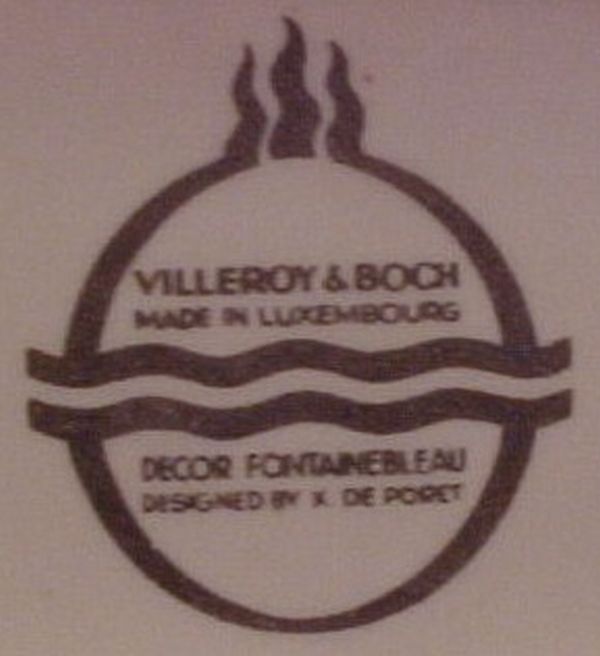 VILLEROY & BOCH
MADE IN LUXEMBOURG
DECOR FONTAINEBLEAU
DESIGNED BY X. DE PORET